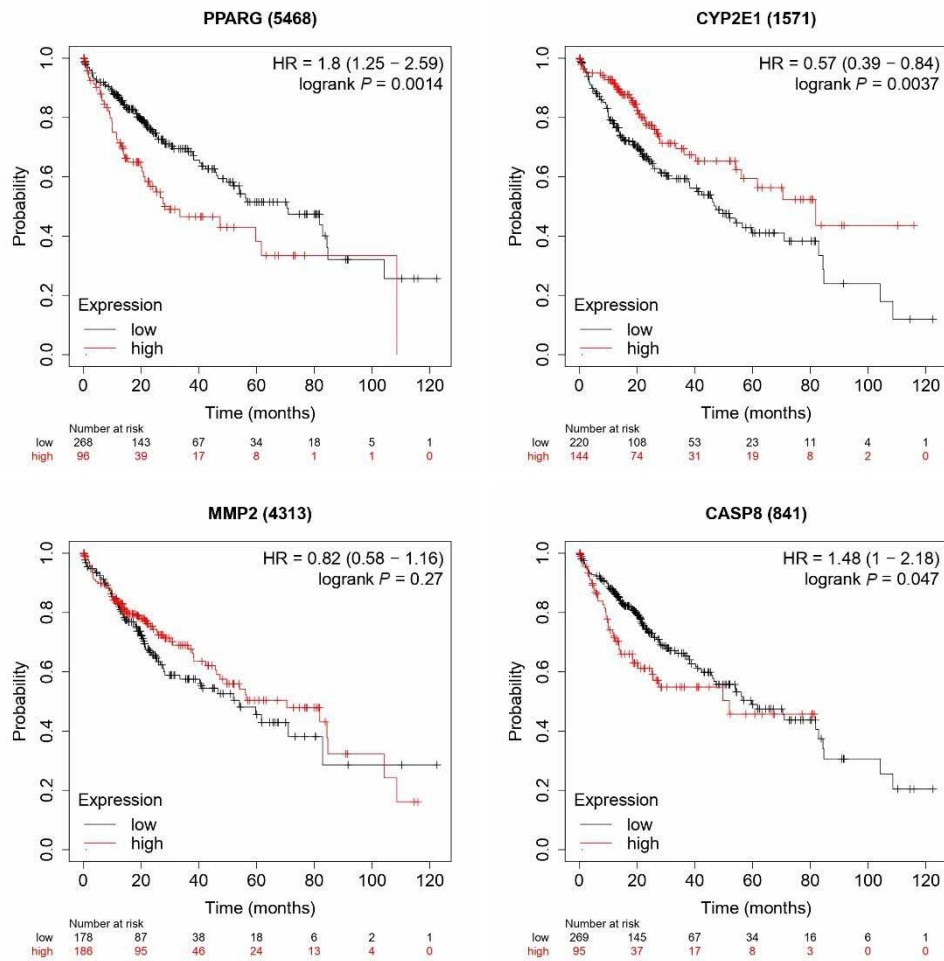 PPARG (5468)
HR = 1.8 (1.25 − 2.59)
logrank P = 0.0014
Probability
1.0
0.8
0.6
0.4
0.2
0.0
Expression
low
high
0 20 40 60 80 100 120
Time (months)
Number at risk
low 268 143 67 34 18 5 1
high 96 39 17 8 1 1 0
CYP2E1 (1571)
HR = 0.57 (0.39 − 0.84)
logrank P = 0.0037
Probability
1.0
0.8
0.6
0.4
0.2
0.0
Expression
low
high
0 20 40 60 80 100 120
Time (months)
Number at risk
low 220 108 53 23 11 4 1
high 144 74 31 19 8 2 0
MMP2 (4313)
HR = 0.82 (0.58 − 1.16)
logrank P = 0.27
Probability
1.0
0.8
0.6
0.4
0.2
0.0
Expression
low
high
0 20 40 60 80 100 120
Time (months)
Number at risk
low 178 87 38 18 6 2 1
high 186 95 46 24 13 4 0
CASP8 (841)
HR = 1.48 (1 − 2.18)
logrank P = 0.047
Probability
1.0
0.8
0.6
0.4
0.2
0.0
Expression
low
high
0 20 40 60 80 100 120
Time (months)
Number at risk
low 269 145 67 34 16 6 1
high 95 37 17 8 3 0 0